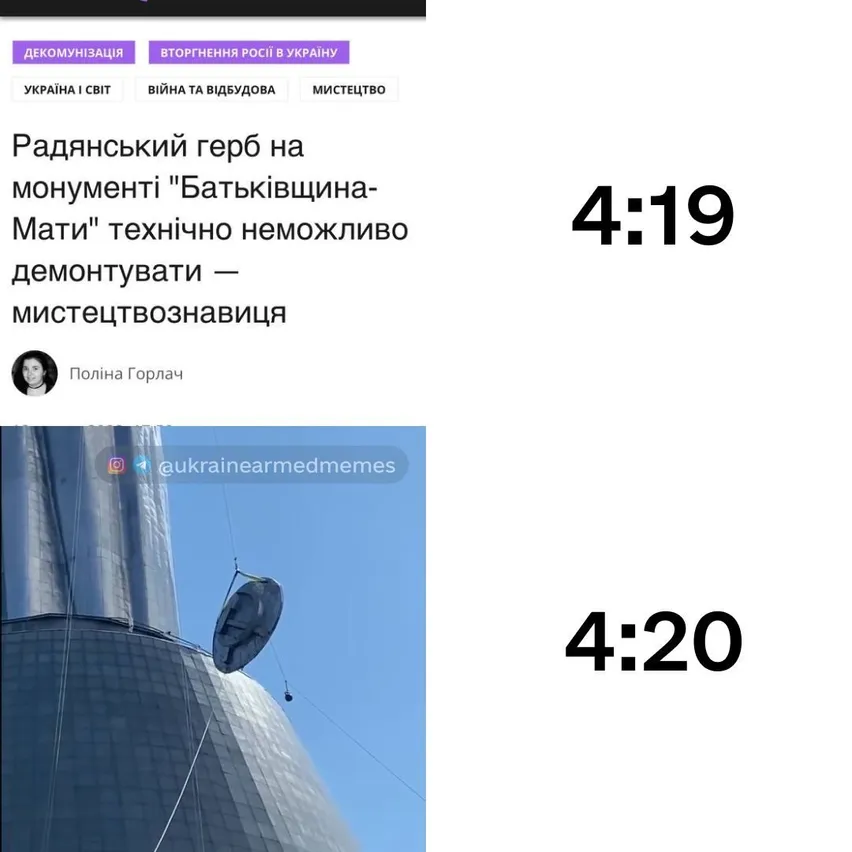 ДЕКОМУНІЗАЦІЯ ВТОРГНЕННЯ РОСІЇ В УКРАЇНУ
УКРАЇНА І СВІТ ВІЙНА ТА ВІДБУДОВА МИСТЕЦТВО
Радянський герб на
монументі "Батьківщина-
Мати" технічно неможливо
демонтувати —
мистецтвознавиця
Поліна Горлач
4:19
@ukrainearmedmemes
4:20